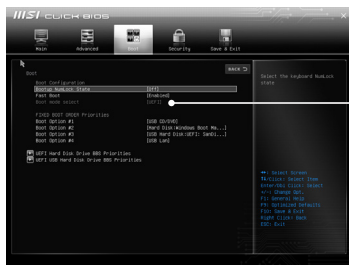 MSI CLICK BIOS
Main
Advanced
Boot
Security
Save & Exit
Boot
BACK
Boot Configuration
Bootup NumLock State [Off]
Fast Boot [Enabled]
Boot mode select [UEFI]
FIXED BOOT ORDER Priorities
Boot Option #1 [USB CD/DVD]
Boot Option #2 [Hard Disk:Windows Boot Ma...]
Boot Option #3 [USB Hard Disk:UEFI: SanDi...]
Boot Option #4 [USB Lan]
UEFI Hard Disk Drive BBS Priorities
UEFI USB Hard Disk Drive BBS Priorities
Select the keyboard NumLock
state
: Select Screen
/Click: Select Item
Enter/Dbl Click: Select
+/-: Change Opt.
F1: General Help
F9: Optimized Defaults
F10: Save & Exit
Right Click: Back
ESC: Exit